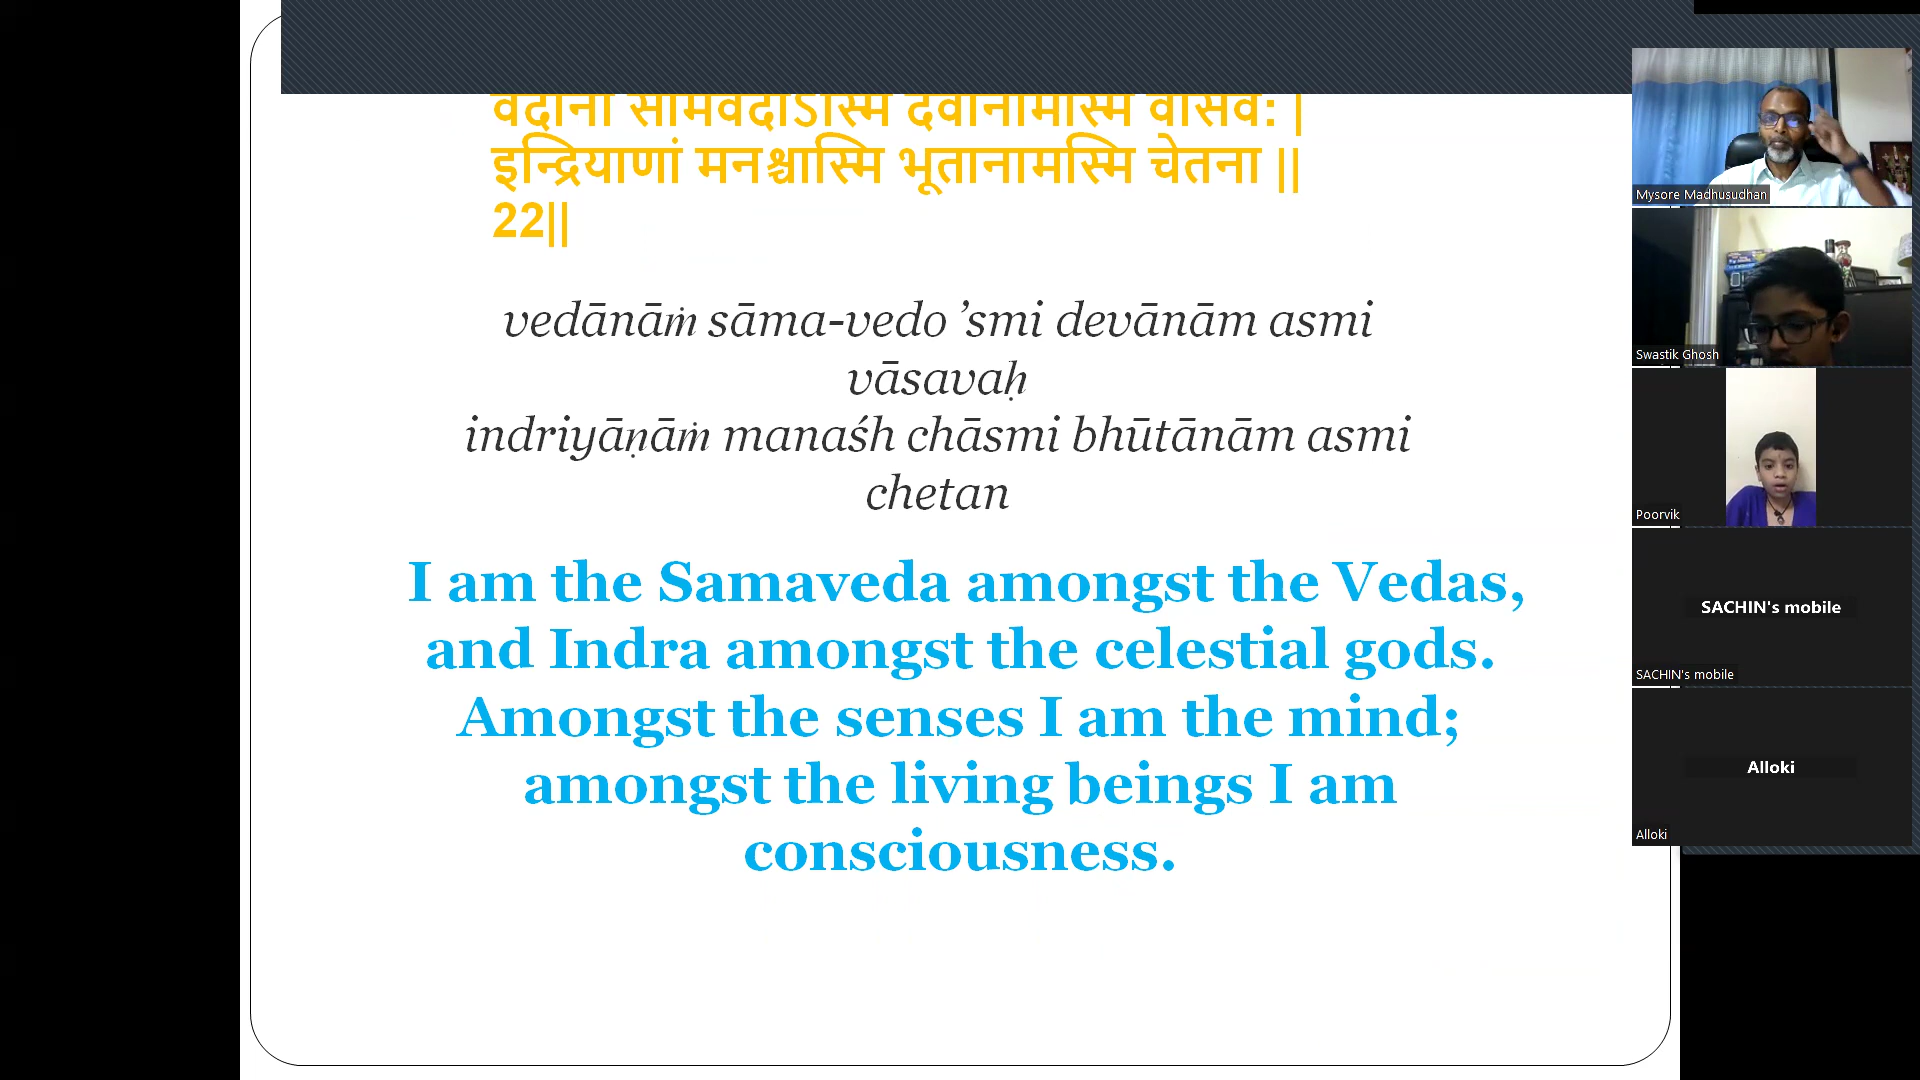 वेदानां सामवेदोऽस्मि देवानामस्मि वासव: |
इन्द्रियाणां मनश्चास्मि भूतानामस्मि चेतना ||
22||
vedānāṁ sāma-vedo ’smi devānām asmi
vāsavaḥ
indriyāṇāṁ manaśh chāsmi bhūtānām asmi
chetan
I am the Samaveda amongst the Vedas,
and Indra amongst the celestial gods.
Amongst the senses I am the mind;
amongst the living beings I am
consciousness.
Mysore Madhusudhan
Swastik Ghosh
Poorvik
SACHIN's mobile
SACHIN's mobile
Alloki
Alloki